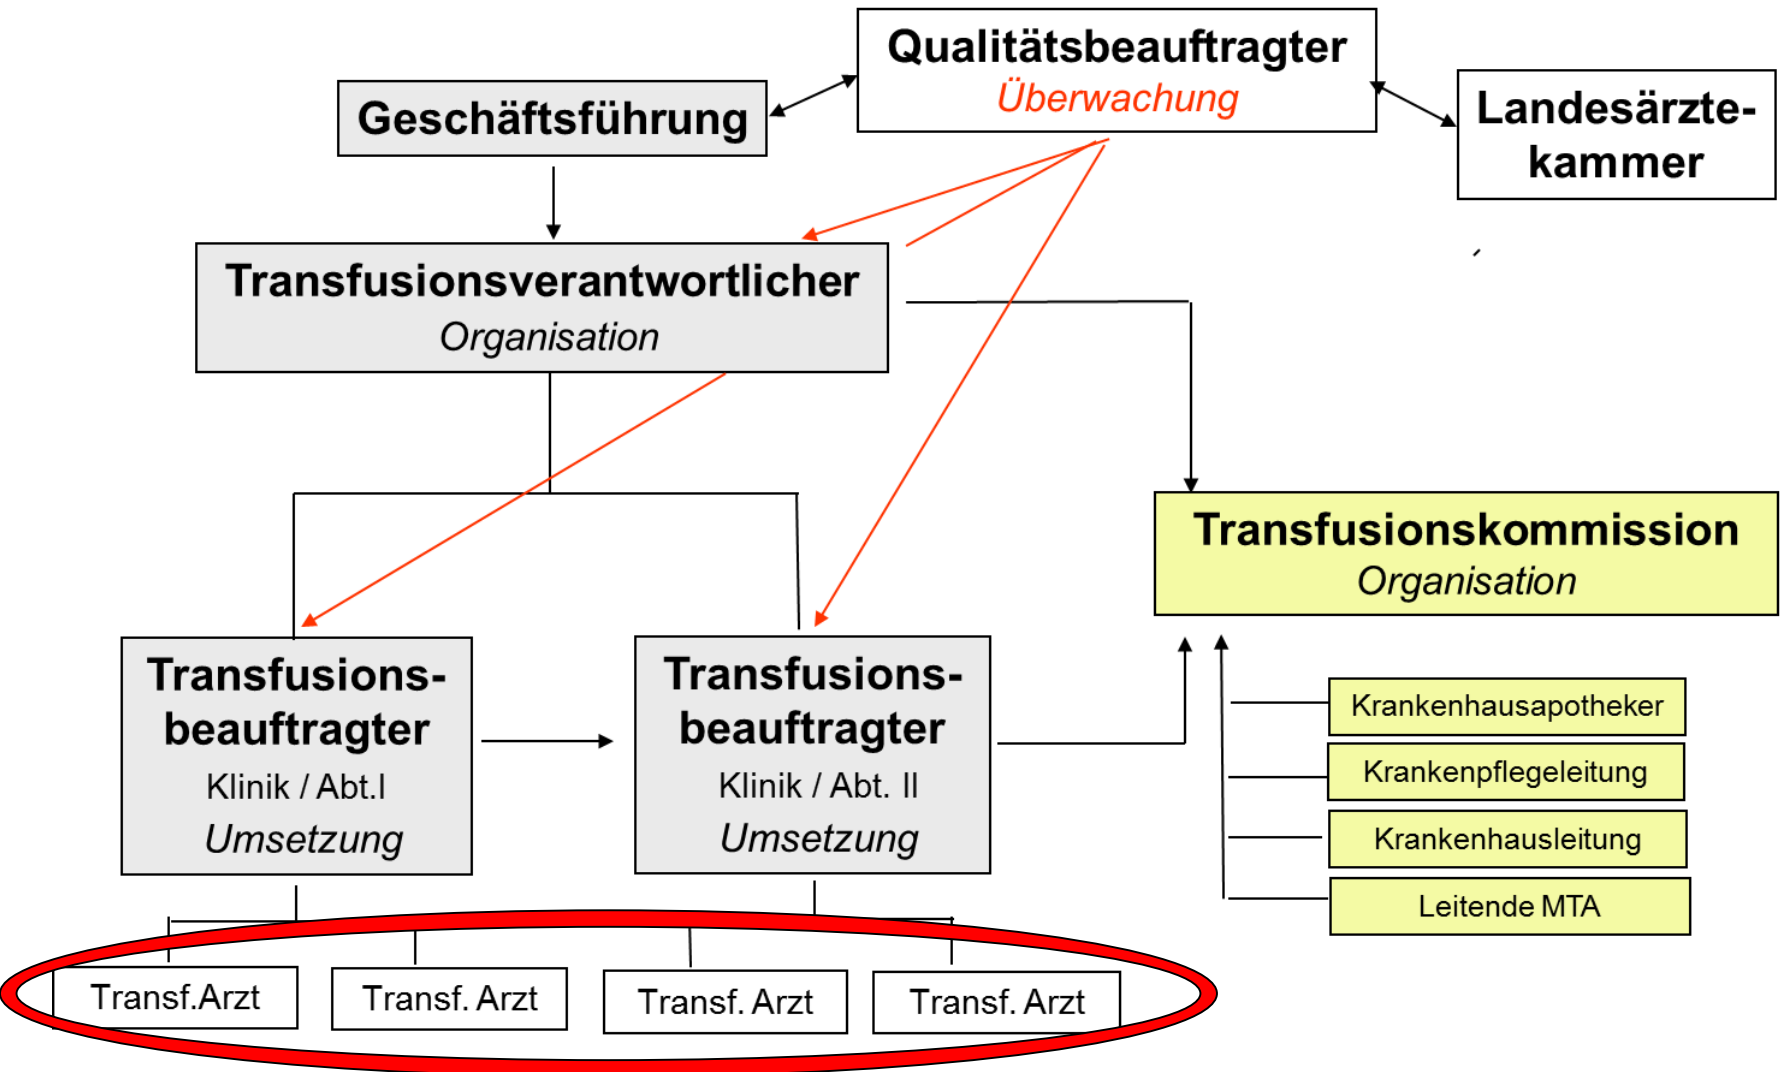 Qualitätsbeauftragter
Überwachung
Geschäftsführung
Landesärzte-
kammer
Transfusionsverantwortlicher
Organisation
Transfusionskommission
Organisation
Transfusions-
beauftragter
Klinik / Abt.I
Umsetzung
Transfusions-
beauftragter
Klinik / Abt. II
Umsetzung
Krankenhausapotheker
Krankenpflegeleitung
Krankenhausleitung
Leitende MTA
Transf.Arzt
Transf. Arzt
Transf. Arzt
Transf. Arzt